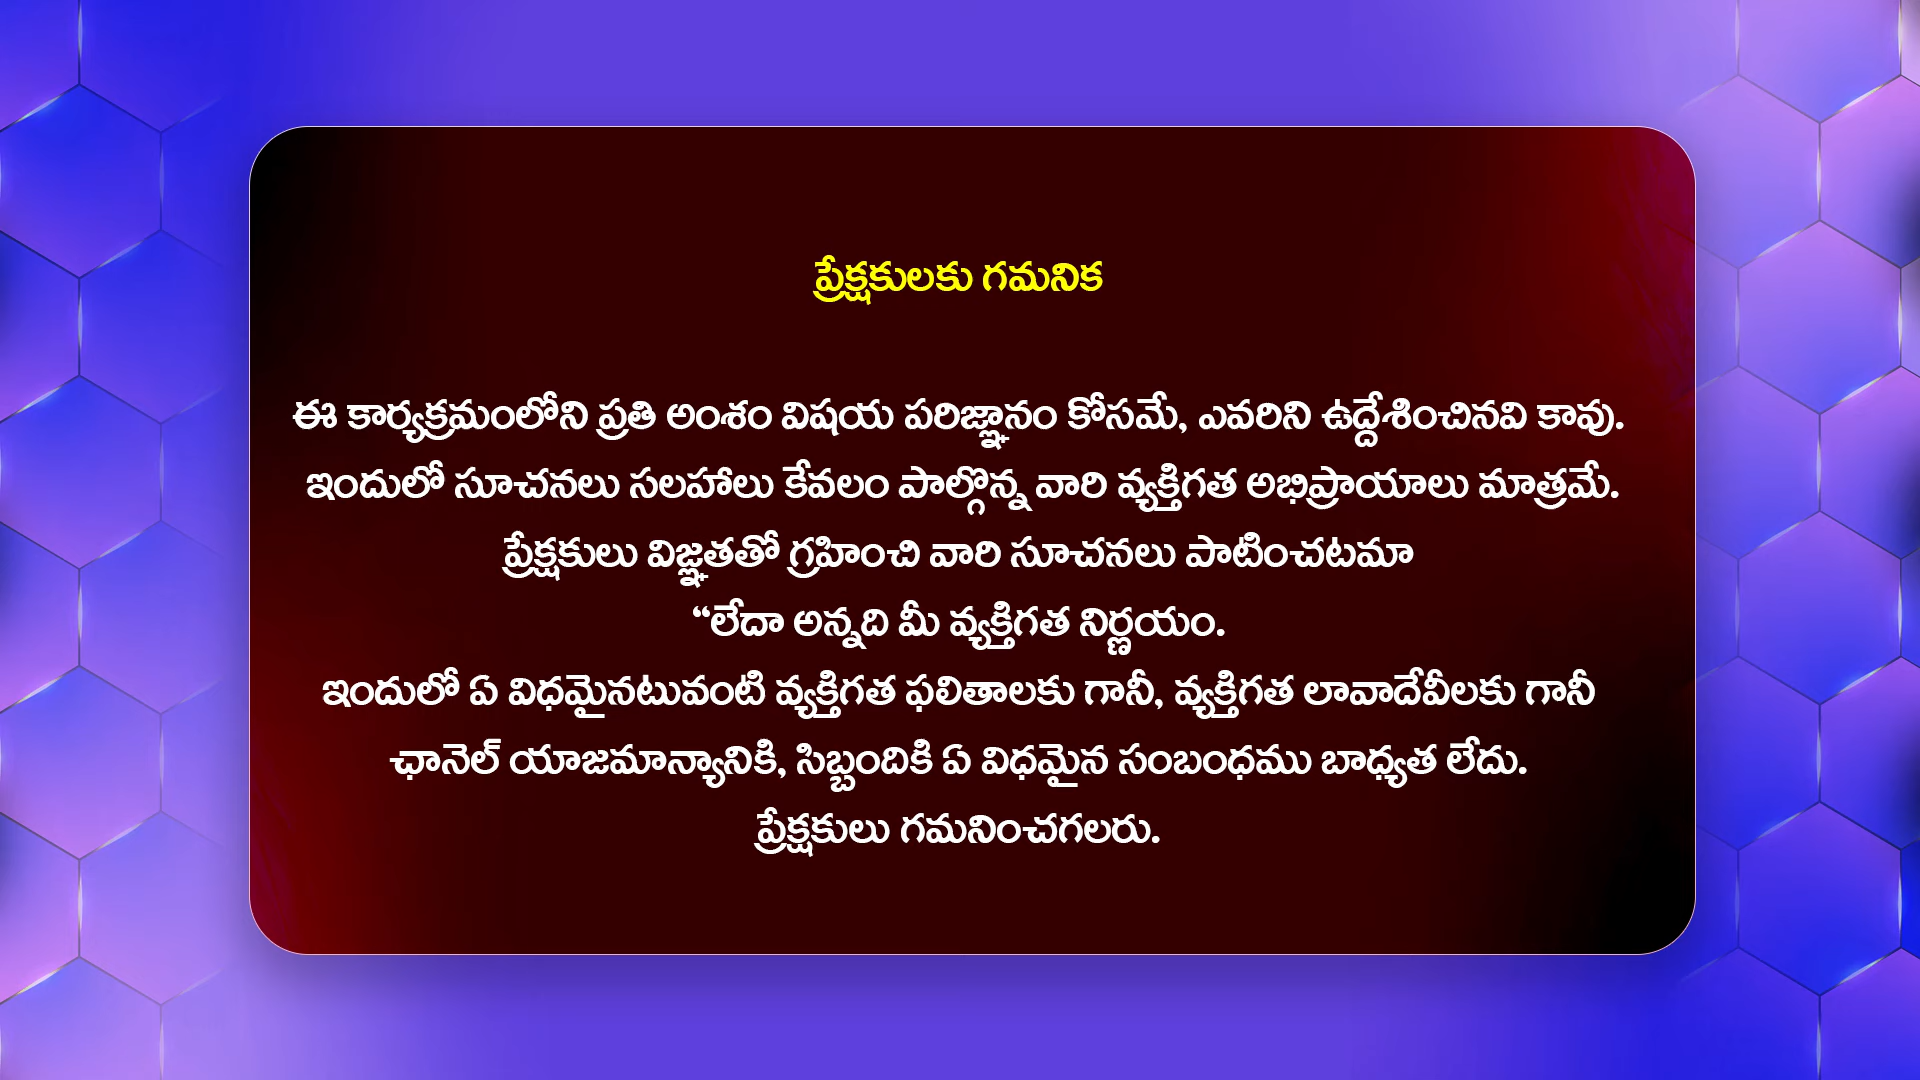 ప్రేక్షకులకు గమనిక
ఈ కార్యక్రమంలోని ప్రతి అంశం విషయ పరిజ్ఞానం కోసమే, ఎవరిని ఉద్దేశించినవి కావు.
ఇందులో సూచనలు సలహాలు కేవలం పాల్గొన్న వారి వ్యక్తిగత అభిప్రాయాలు మాత్రమే.
ప్రేక్షకులు విజ్ఞతతో గ్రహించి వారి సూచనలు పాటించటమా
“లేదా అన్నది మీ వ్యక్తిగత నిర్ణయం.
ఇందులో ఏ విధమైనటువంటి వ్యక్తిగత ఫలితాలకు గానీ, వ్యక్తిగత లావాదేవీలకు గానీ
ఛానెల్ యాజమాన్యానికి, సిబ్బందికి ఏ విధమైన సంబంధము బాధ్యత లేదు.
ప్రేక్షకులు గమనించగలరు.